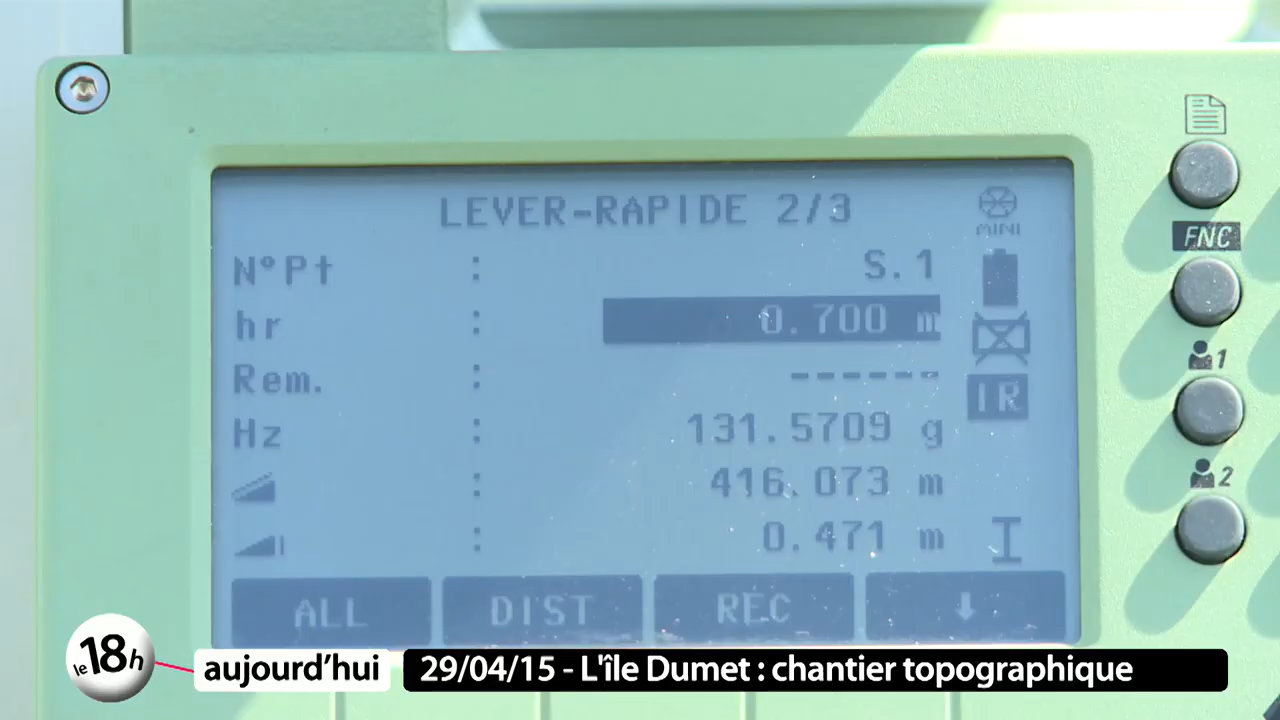 LEVER-RAPIDE 2/3
MINI
N°Pt : S.1
hr : 0.700 m
Rem. : ------
Hz : 131.5709 g
: 416.073 m
: 0.471 m
IR
ALL DIST REC ↓
FNC
1
2
le 18h aujourd'hui 29/04/15 - L'île Dumet : chantier topographique